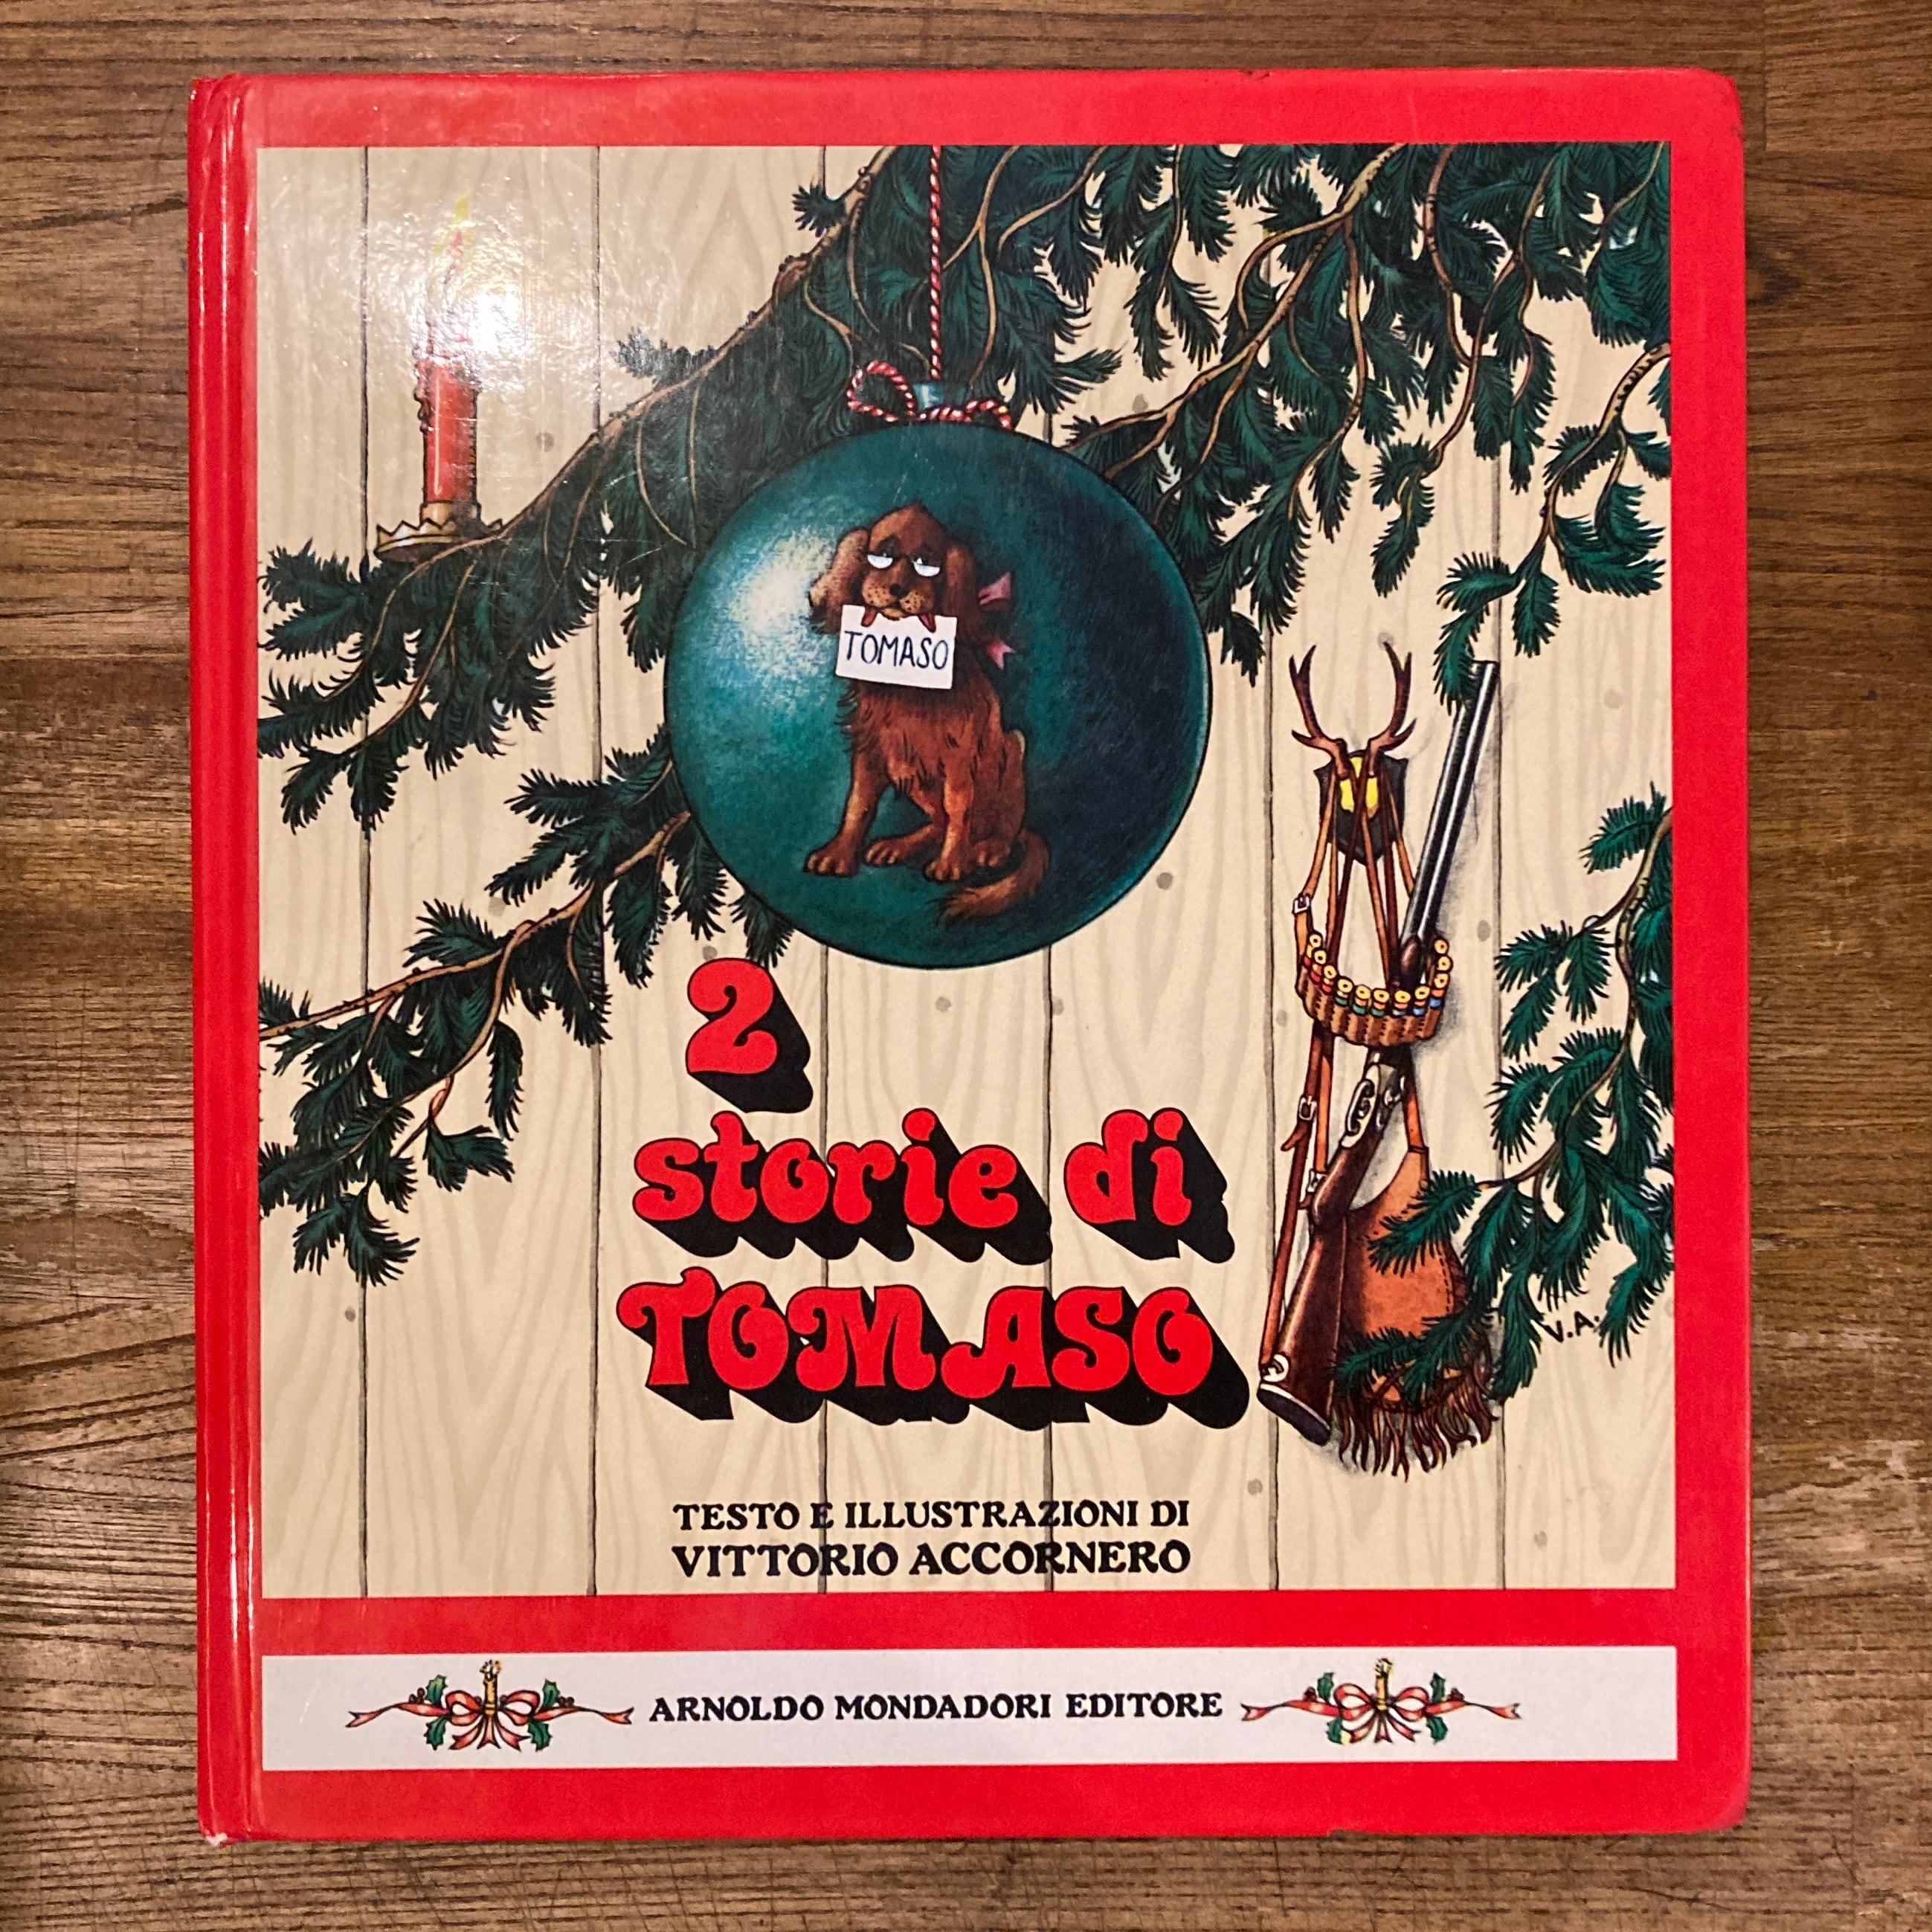 TOMASO
2
storie di
TOMASO
V.A.
TESTO E ILLUSTRAZIONI DI
VITTORIO ACCORNERO
ARNOLDO MONDADORI EDITORE